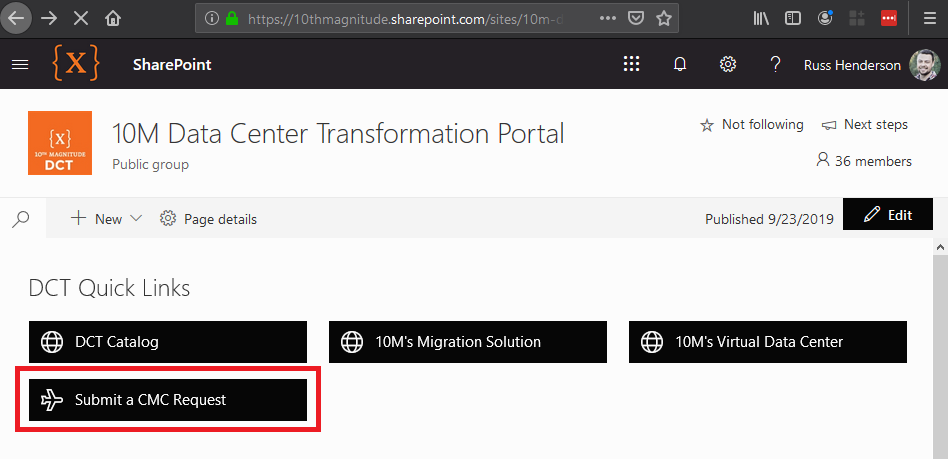 https://10thmagnitude.sharepoint.com/sites/10m-d
{X} SharePoint
? Russ Henderson
{x}
10TH MAGNITUDE
DCT
10M Data Center Transformation Portal
Public group
Not following
Next steps
36 members
New
Page details
Published 9/23/2019
Edit
DCT Quick Links
DCT Catalog
10M's Migration Solution
10M's Virtual Data Center
Submit a CMC Request